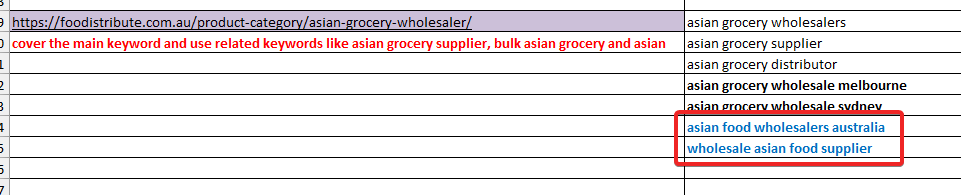 9 https://foodistribute.com.au/product-category/asian-grocery-wholesaler/ asian grocery wholesalers
0 cover the main keyword and use related keywords like asian grocery supplier, bulk asian grocery and asian asian grocery supplier
1 asian grocery distributor
2 asian grocery wholesale melbourne
3 asian grocery wholesale sydney
4 asian food wholesalers australia
5 wholesale asian food supplier
6
7